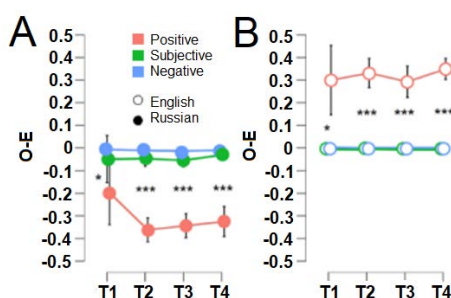 A
B
0.5
0.4
0.3
0.2
0.1
0
-0.1
-0.2
-0.3
-0.4
-0.5
O-E
Positive
Subjective
Negative
English
Russian
*
***
***
***
T1
T2
T3
T4
0.5
0.4
0.3
0.2
0.1
0
-0.1
-0.2
-0.3
-0.4
-0.5
O-E
*
***
***
***
T1
T2
T3
T4